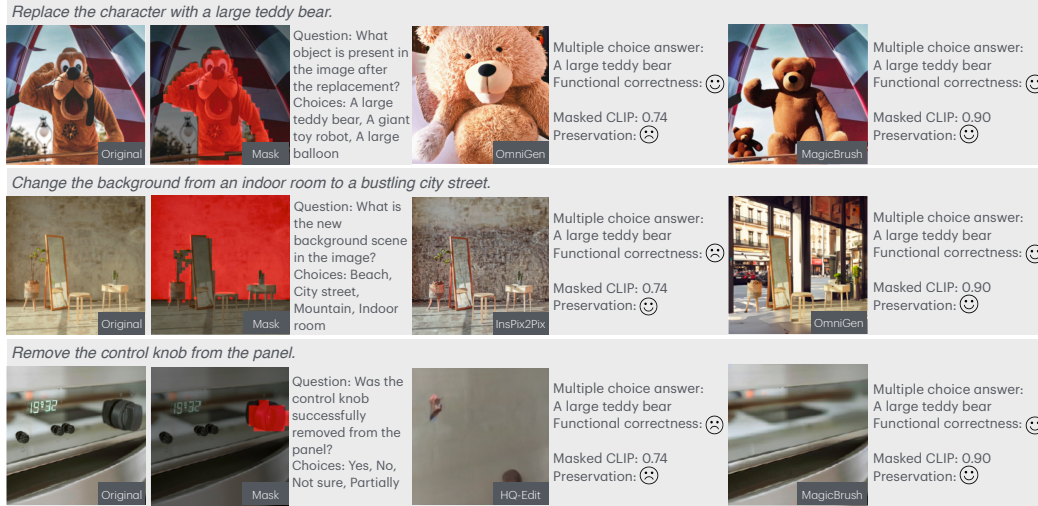 Replace the character with a large teddy bear.
Original
Mask
Question: What
object is present in
the image after
the replacement?
Choices: A large
teddy bear, A giant
toy robot, A large
balloon
OmniGen
Multiple choice answer:
A large teddy bear
Functional correctness:
Masked CLIP: 0.74
Preservation:
MagicBrush
Multiple choice answer:
A large teddy bear
Functional correctness:
Masked CLIP: 0.90
Preservation:
Change the background from an indoor room to a bustling city street.
Original
Mask
Question: What is
the new
background scene
in the image?
Choices: Beach,
City street,
Mountain, Indoor
room
InsPix2Pix
Multiple choice answer:
A large teddy bear
Functional correctness:
Masked CLIP: 0.74
Preservation:
OmniGen
Multiple choice answer:
A large teddy bear
Functional correctness:
Masked CLIP: 0.90
Preservation:
Remove the control knob from the panel.
19:32
Original
19:32
Mask
Question: Was the
control knob
successfully
removed from the
panel?
Choices: Yes, No,
Not sure, Partially
HQ-Edit
Multiple choice answer:
A large teddy bear
Functional correctness:
Masked CLIP: 0.74
Preservation:
MagicBrush
Multiple choice answer:
A large teddy bear
Functional correctness:
Masked CLIP: 0.90
Preservation: